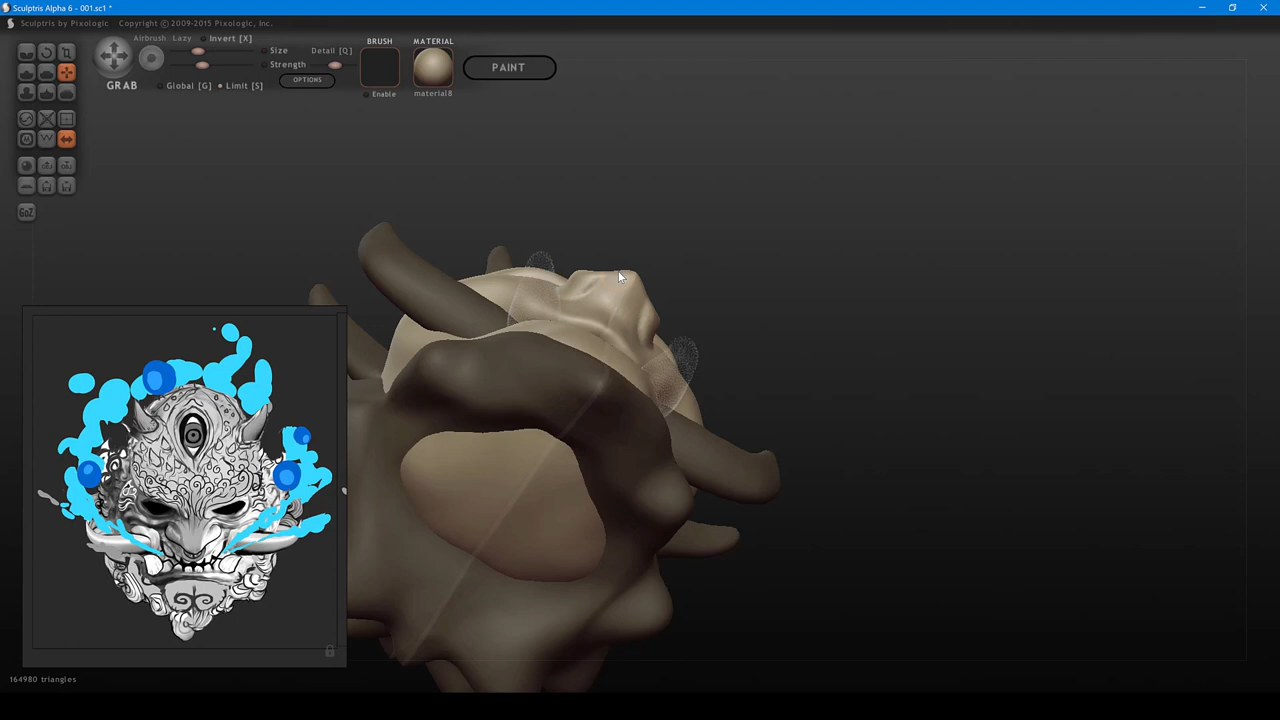 Sculptris Alpha 6 - 001.sc1 *
Sculptris by Pixologic, Copyright © 2009-2015 Pixologic, Inc.
Airbrush Lazy Invert [X]
BRUSH MATERIAL
Size Detail [Q]
Strength
PAINT
OPTIONS
GRAB Global [G] Limit [S]
Enable material8
GoZ
164980 triangles